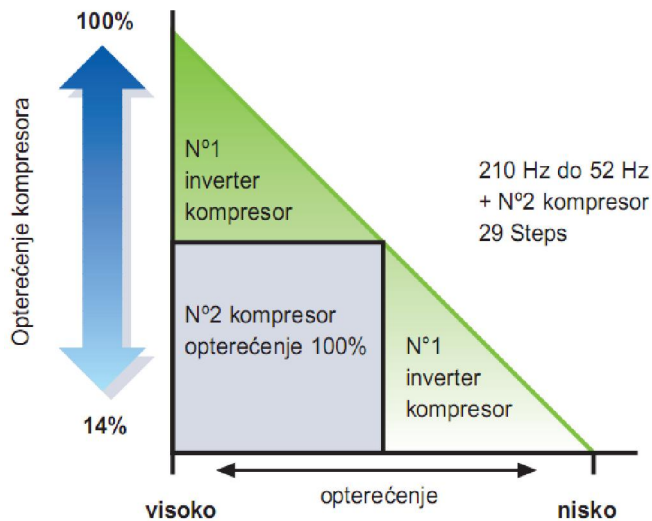 100%
Opterećenje kompresora
14%
Nº1
inverter
kompresor
Nº2 kompresor
opterećenje 100%
N°1
inverter
kompresor
210 Hz do 52 Hz
+ Nº2 kompresor
29 Steps
visoko
opterećenje
nisko